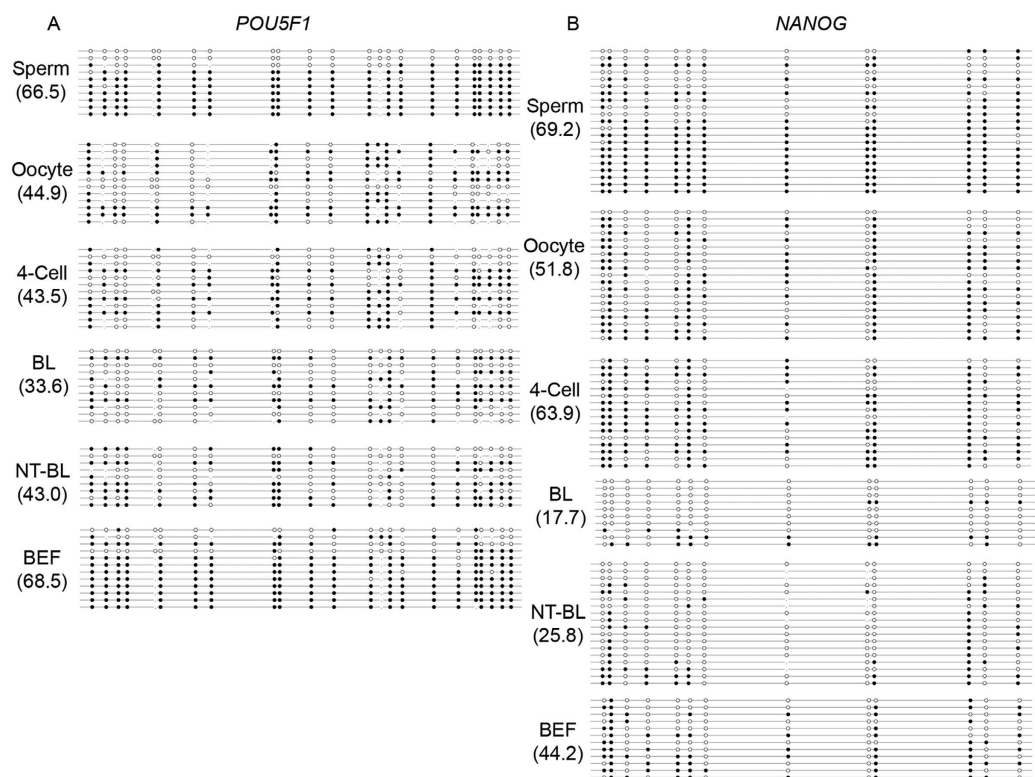 A
POU5F1
Sperm
(66.5)
Oocyte
(44.9)
4-Cell
(43.5)
BL
(33.6)
NT-BL
(43.0)
BEF
(68.5)
B
NANOG
Sperm
(69.2)
Oocyte
(51.8)
4-Cell
(63.9)
BL
(17.7)
NT-BL
(25.8)
BEF
(44.2)